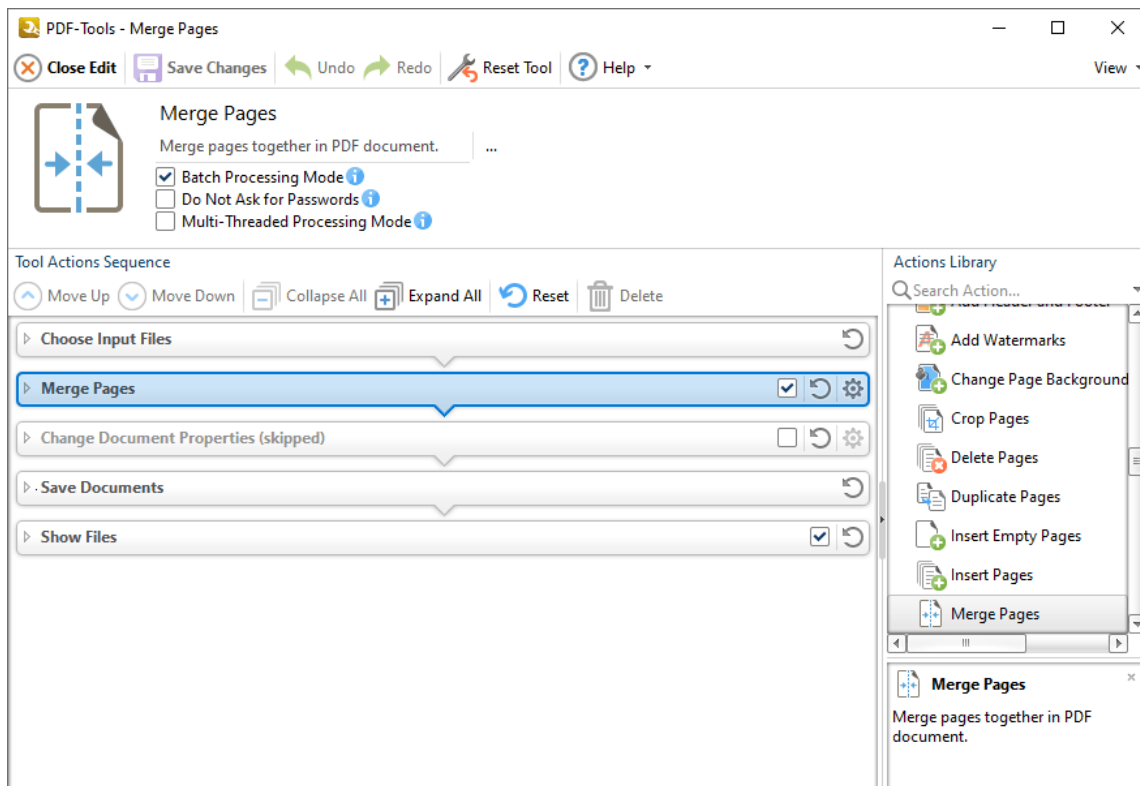 PDF-Tools - Merge Pages
Close Edit Save Changes Undo Redo Reset Tool Help View
Merge Pages
Merge pages together in PDF document. ...
Batch Processing Mode
Do Not Ask for Passwords
Multi-Threaded Processing Mode
Tool Actions Sequence
Move Up Move Down Collapse All Expand All Reset Delete
Choose Input Files
Merge Pages
Change Document Properties (skipped)
Save Documents
Show Files
Actions Library
Search Action...
Add Header and Footer
Add Watermarks
Change Page Background
Crop Pages
Delete Pages
Duplicate Pages
Insert Empty Pages
Insert Pages
Merge Pages
Merge Pages
Merge pages together in PDF
document.